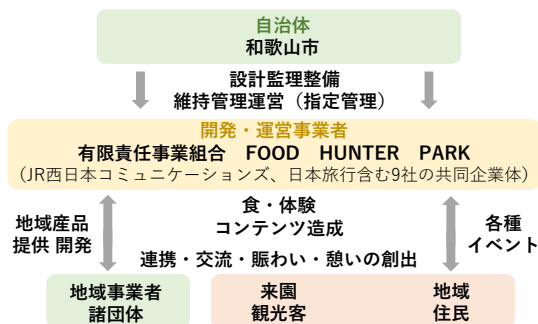 自治体
和歌山市
設計監理整備
維持管理運営（指定管理）
開発・運営事業者
有限責任事業組合　FOOD　HUNTER　PARK
（JR西日本コミュニケーションズ、日本旅行含む9社の共同企業体）
地域産品
提供 開発
食・体験
コンテンツ造成
各種
イベント
連携・交流・賑わい・憩いの創出
地域事業者
諸団体
来園
観光客
地域
住民